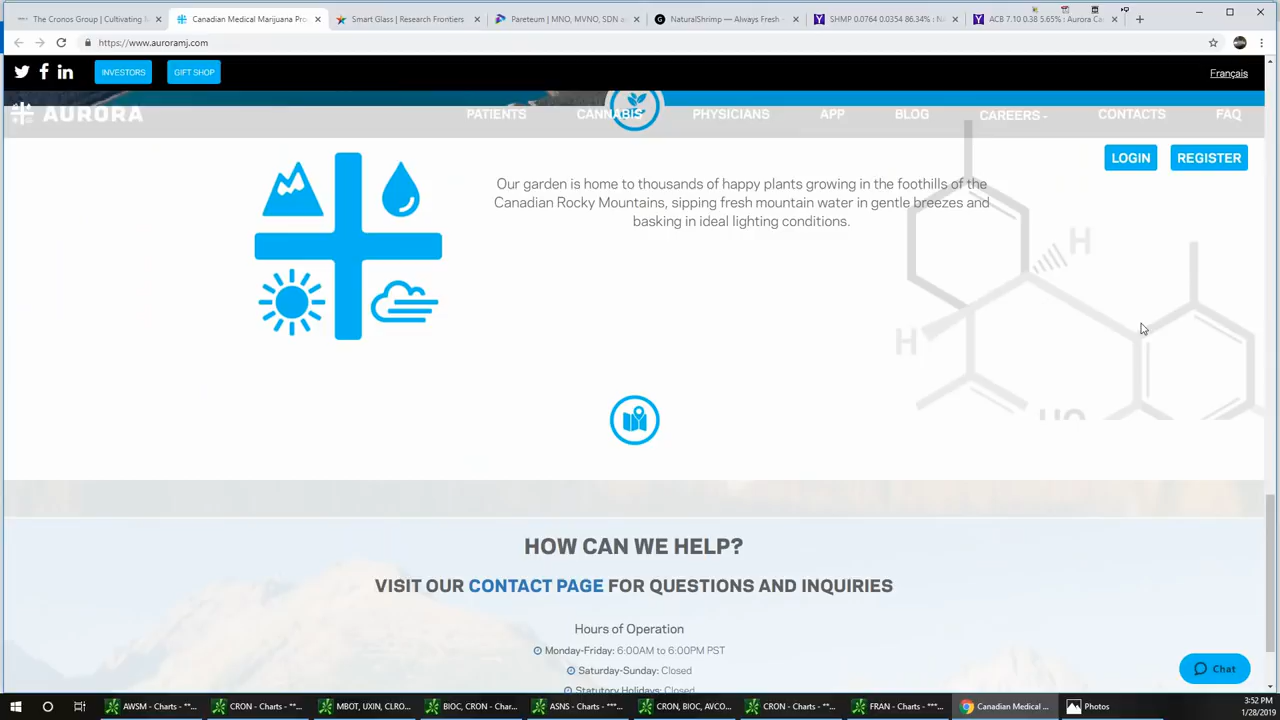 The Cronos Group | Cultivating
Canadian Medical Marijuana Pro
Smart Glass | Research Frontiers
Pareteum | MNO, MVNO, SDN a
NaturalShrimp — Always Fresh
SHMP 0.0764 0.0354 86.34% : N
ACB 7.10 0.38 5.65% : Aurora Ca
https://www.auroramj.com
INVESTORS
GIFT SHOP
Français
AURORA
PATIENTS
CANNABIS
PHYSICIANS
APP
BLOG
CAREERS
CONTACTS
FAQ
LOGIN
REGISTER
Our garden is home to thousands of happy plants growing in the foothills of the
Canadian Rocky Mountains, sipping fresh mountain water in gentle breezes and
basking in ideal lighting conditions.
H
H
HO
HOW CAN WE HELP?
VISIT OUR CONTACT PAGE FOR QUESTIONS AND INQUIRIES
Hours of Operation
Monday-Friday: 6:00AM to 6:00PM PST
Saturday-Sunday: Closed
Statutory Holidays: Closed
Chat
AWSM - Charts - **...
CRON - Charts - **...
MBOT, UXIN, CLRO...
BIOC, CRON - Char...
ASNS - Charts - **...
CRON, BIOC, AVCO...
CRON - Charts - **...
FRAN - Charts - **...
Canadian Medical ...
Photos
3:52 PM
1/28/2019